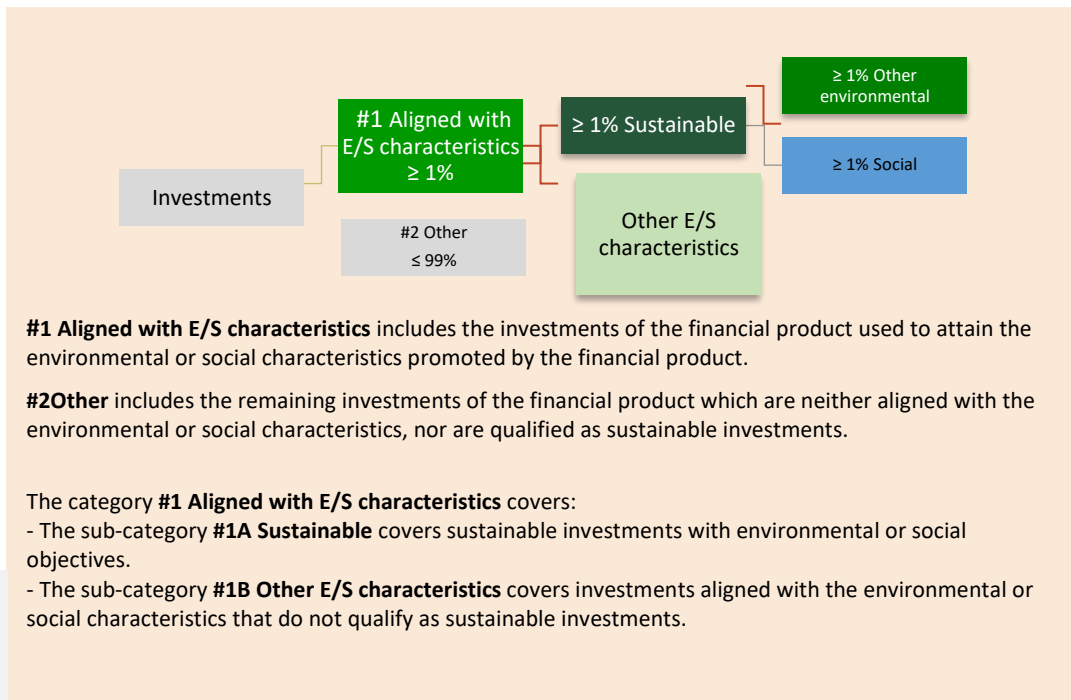 Investments
#1 Aligned with
E/S characteristics
≥ 1%
#2 Other
≤ 99%
≥ 1% Sustainable
Other E/S
characteristics
≥ 1% Other
environmental
≥ 1% Social
#1 Aligned with E/S characteristics includes the investments of the financial product used to attain the
environmental or social characteristics promoted by the financial product.
#2Other includes the remaining investments of the financial product which are neither aligned with the
environmental or social characteristics, nor are qualified as sustainable investments.
The category #1 Aligned with E/S characteristics covers:
- The sub-category #1A Sustainable covers sustainable investments with environmental or social
objectives.
- The sub-category #1B Other E/S characteristics covers investments aligned with the environmental or
social characteristics that do not qualify as sustainable investments.